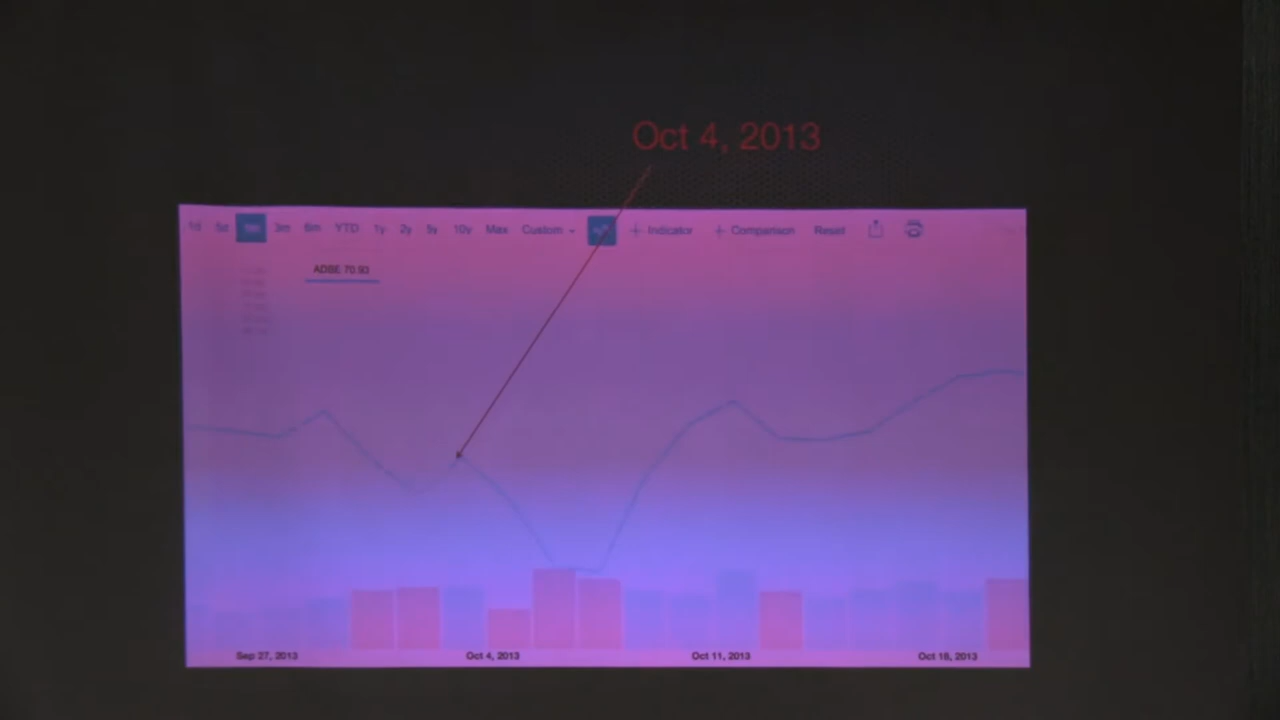 Oct 4, 2013
1d 5d 1m 3m 6m YTD 1y 2y 5y 10y Max Custom + Indicator + Comparison Reset
ADBE 70.93
Sep 27, 2013 Oct 4, 2013 Oct 11, 2013 Oct 18, 2013